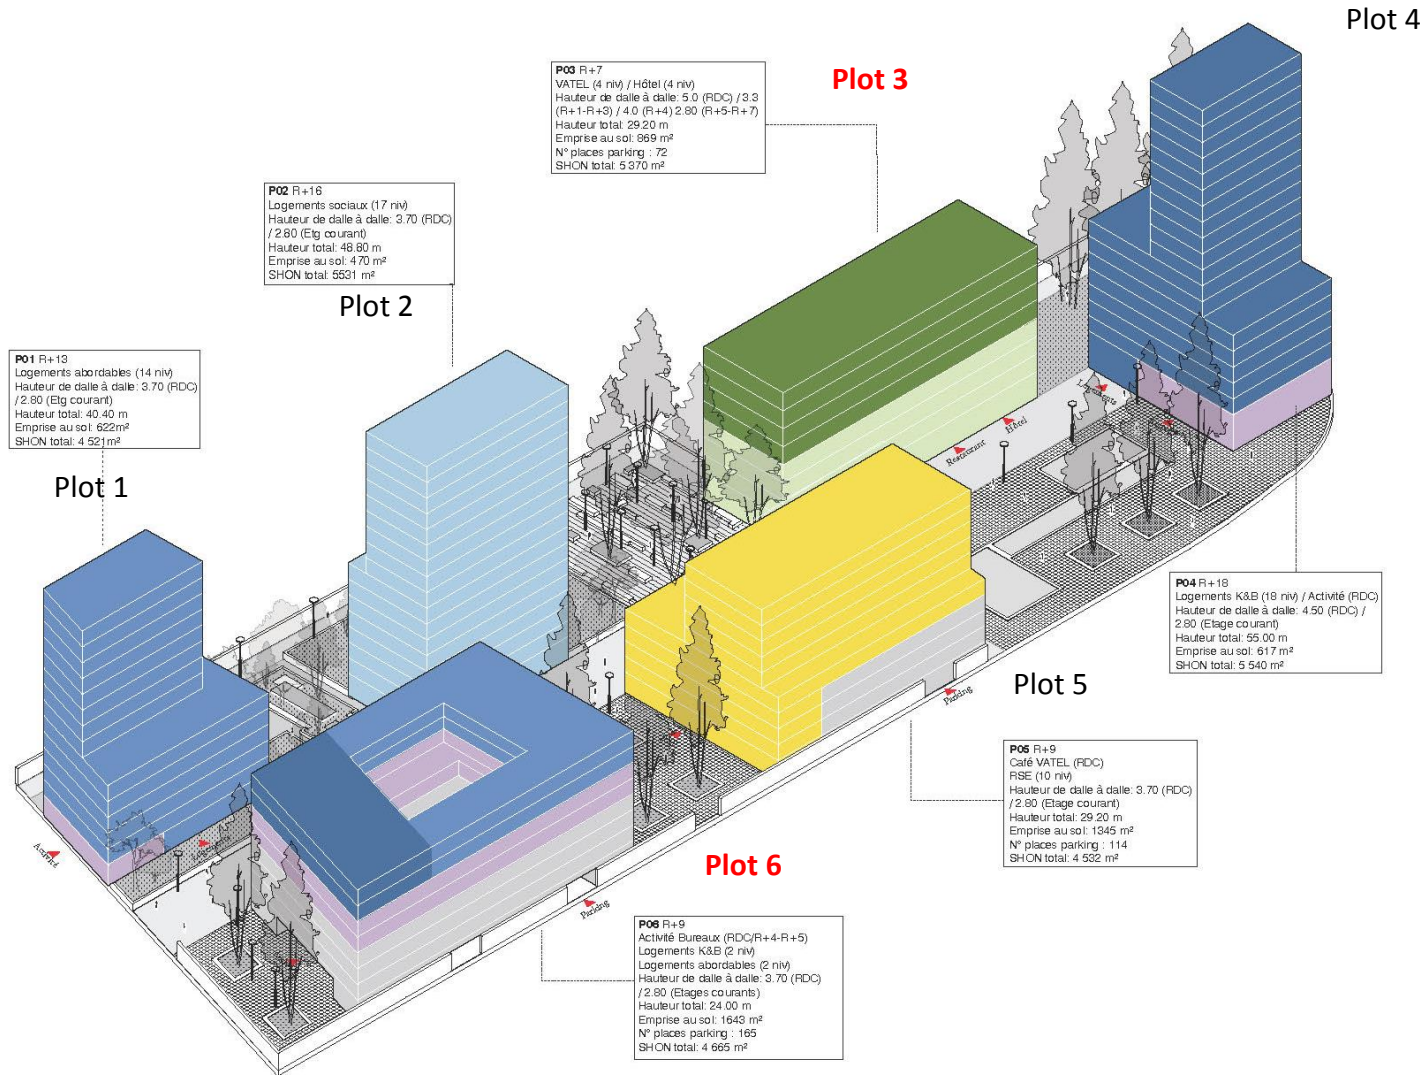 Plot 4
P03 R+7
VATEL (4 niv) / Hôtel (4 niv)
Hauteur de dalle à dalle: 5.0 (RDC) / 3.3
(R+1-R+3) / 4.0 (R+4) 2.80 (R+5-R+7)
Hauteur total: 29.20 m
Emprise au sol: 869 m²
N° places parking : 72
SHON total: 5 370 m²
Plot 3
P02 R+16
Logements sociaux (17 niv)
Hauteur de dalle à dalle: 3.70 (RDC)
/ 2.80 (Etg courant)
Hauteur total: 48.80 m
Emprise au sol: 470 m²
SHON total: 5531 m²
Plot 2
P01 R+13
Logements abordables (14 niv)
Hauteur de dalle à dalle: 3.70 (RDC)
/ 2.80 (Etg courant)
Hauteur total: 40.40 m
Emprise au sol: 622m²
SHON total: 4 521m²
Plot 1
Logements
Hôtel
Restaurant
P04 R+18
Logements K&B (18 niv) / Activité (RDC)
Hauteur de dalle à dalle: 4.50 (RDC) /
2.80 (Etage courant)
Hauteur total: 55.00 m
Emprise au sol: 617 m²
SHON total: 5 540 m²
Plot 5
Parking
P05 R+9
Café VATEL (RDC)
RSE (10 niv)
Hauteur de dalle à dalle: 3.70 (RDC)
/ 2.80 (Etage courant)
Hauteur total: 29.20 m
Emprise au sol: 1345 m²
N° places parking : 114
SHON total: 4 532 m²
Activité
Plot 6
Parking
P06 R+9
Activité Bureaux (RDC/R+4-R+5)
Logements K&B (2 niv)
Logements abordables (2 niv)
Hauteur de dalle à dalle: 3.70 (RDC)
/ 2.80 (Etages courants)
Hauteur total: 24.00 m
Emprise au sol: 1643 m²
N° places parking : 165
SHON total: 4 665 m²